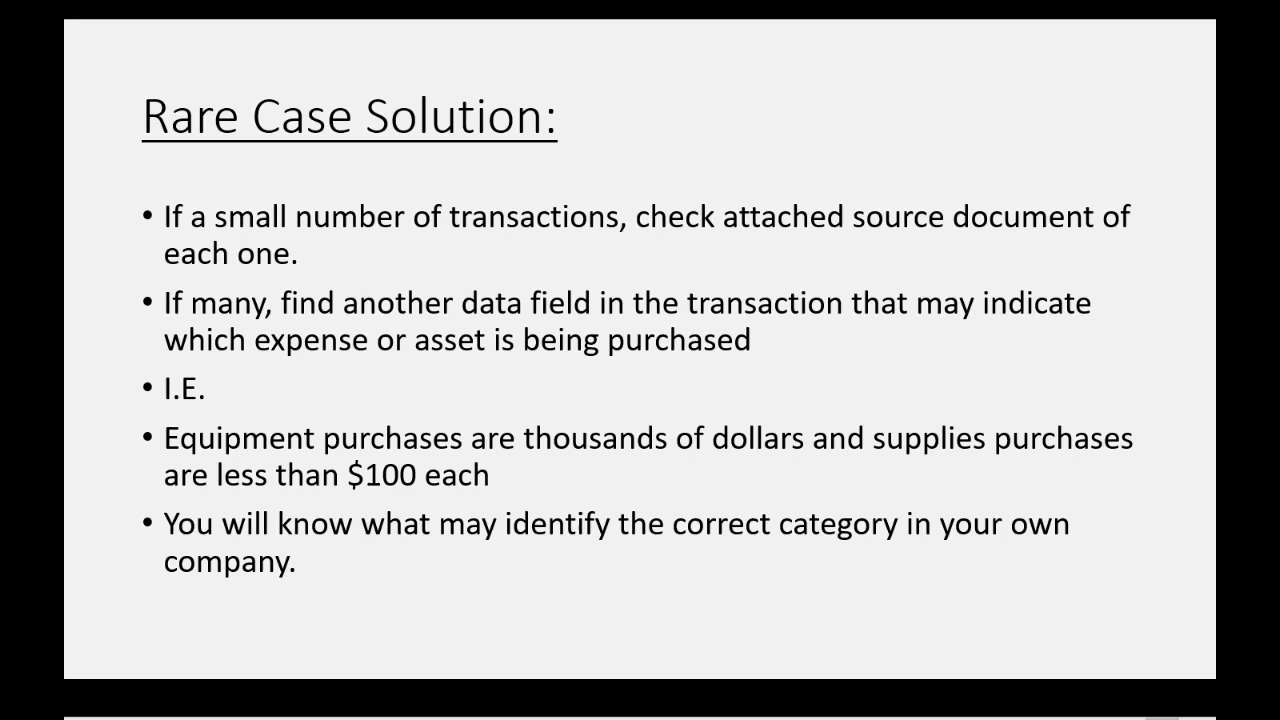 Rare Case Solution:
• If a small number of transactions, check attached source document of
each one.
• If many, find another data field in the transaction that may indicate
which expense or asset is being purchased
• I.E.
• Equipment purchases are thousands of dollars and supplies purchases
are less than $100 each
• You will know what may identify the correct category in your own
company.